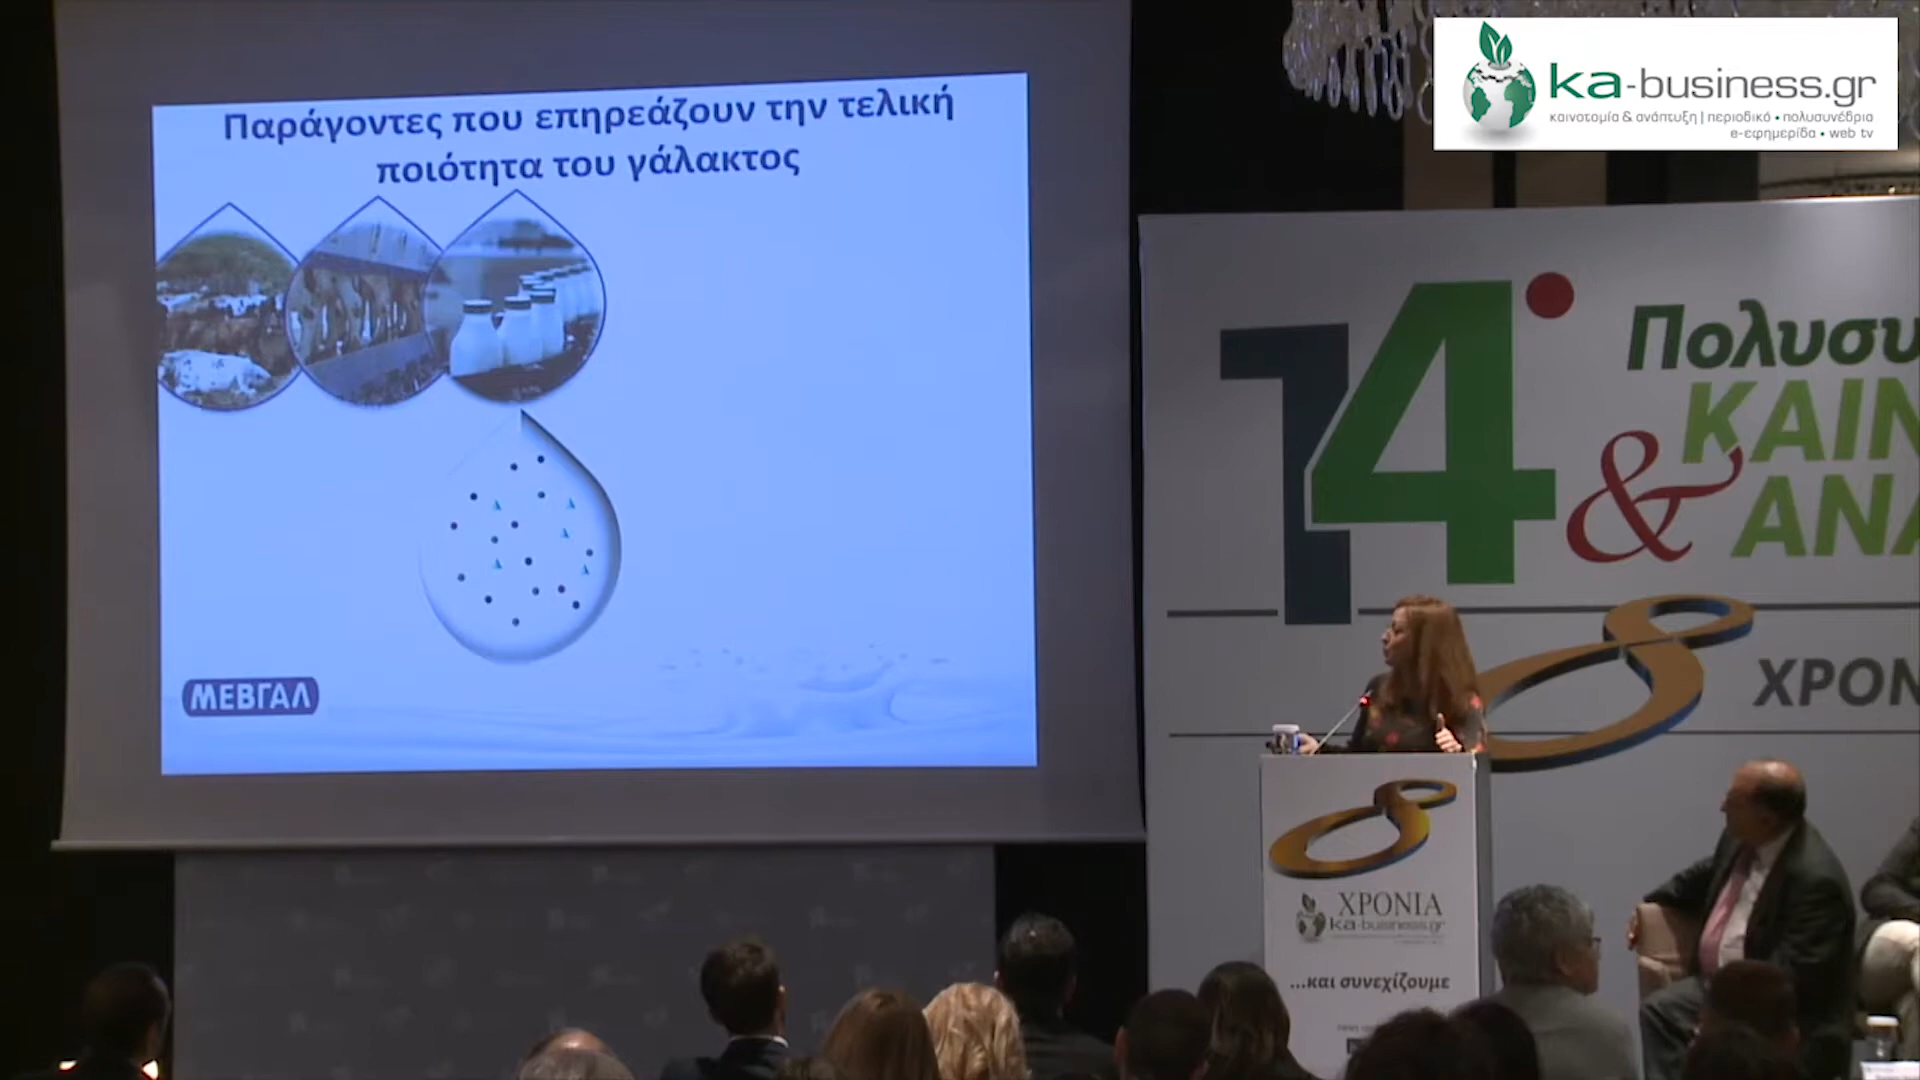 Παράγοντες που επηρεάζουν την τελική
ποιότητα του γάλακτος
ΜΕΒΓΑΛ
ka-business.gr
καινοτομία & ανάπτυξη | περιοδικό • πολυσυνέδρια
e-εφημερίδα • web tv
14
Πολυσυ
ΚΑΙΝ
& ΑΝΑ
8
ΧΡΟΝ
8
ΧΡΟΝΙΑ
ka-business.gr
...και συνεχίζουμε